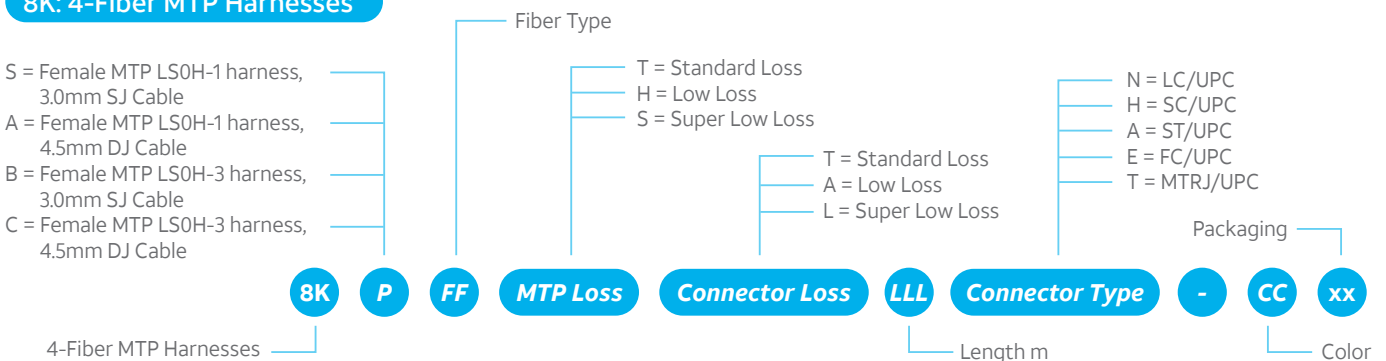 8K: 4-Fiber MTP Harnesses
Fiber Type
S = Female MTP LS0H-1 harness,
3.0mm SJ Cable
A = Female MTP LS0H-1 harness,
4.5mm DJ Cable
B = Female MTP LS0H-3 harness,
3.0mm SJ Cable
C = Female MTP LS0H-3 harness,
4.5mm DJ Cable
T = Standard Loss
H = Low Loss
S = Super Low Loss
T = Standard Loss
A = Low Loss
L = Super Low Loss
N = LC/UPC
H = SC/UPC
A = ST/UPC
E = FC/UPC
T = MTRJ/UPC
Packaging
8K P FF MTP Loss Connector Loss LLL Connector Type - CC xx
4-Fiber MTP Harnesses
Length m
Color